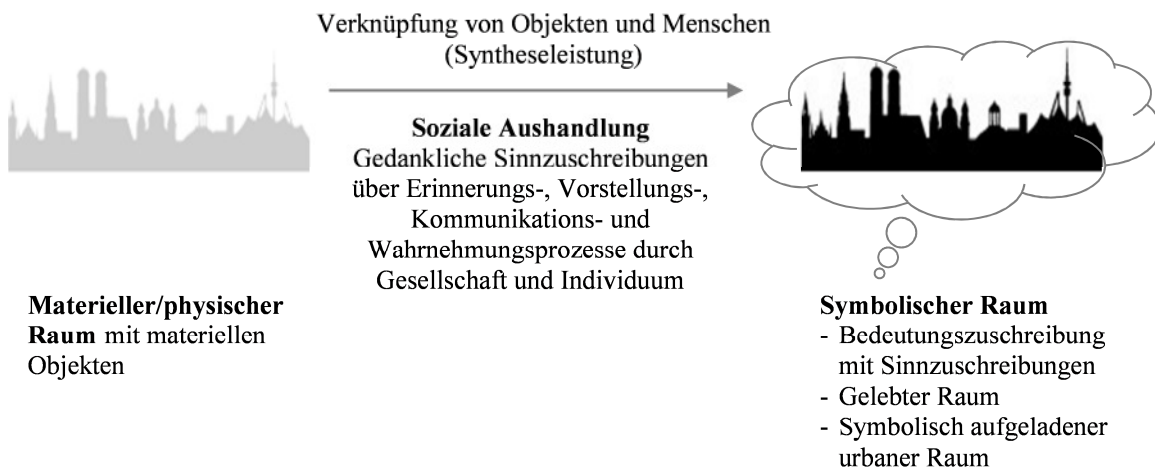 Verknüpfung von Objekten und Menschen
(Syntheseleistung)
Soziale Aushandlung
Gedankliche Sinnzuschreibungen
über Erinnerungs-, Vorstellungs-,
Kommunikations- und
Wahrnehmungsprozesse durch
Gesellschaft und Individuum
Materieller/physischer
Raum mit materiellen
Objekten
Symbolischer Raum
- Bedeutungszuschreibung
mit Sinnzuschreibungen
- Gelebter Raum
- Symbolisch aufgeladener
urbaner Raum